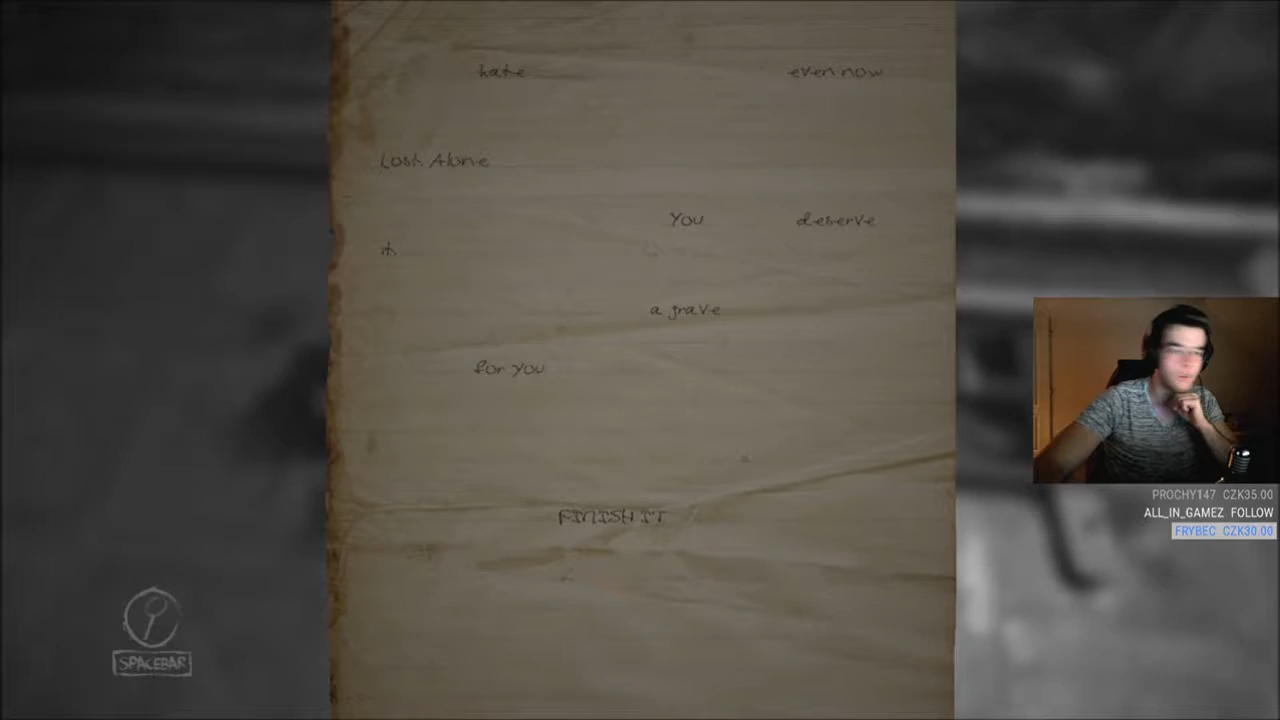 hate even now
Lost Alone
You deserve
it
a grave
for you
FINISH IT
PROCHY147 CZK35.00
ALL_IN_GAMEZ FOLLOW
FRYBEC CZK30.00
SPACEBAR